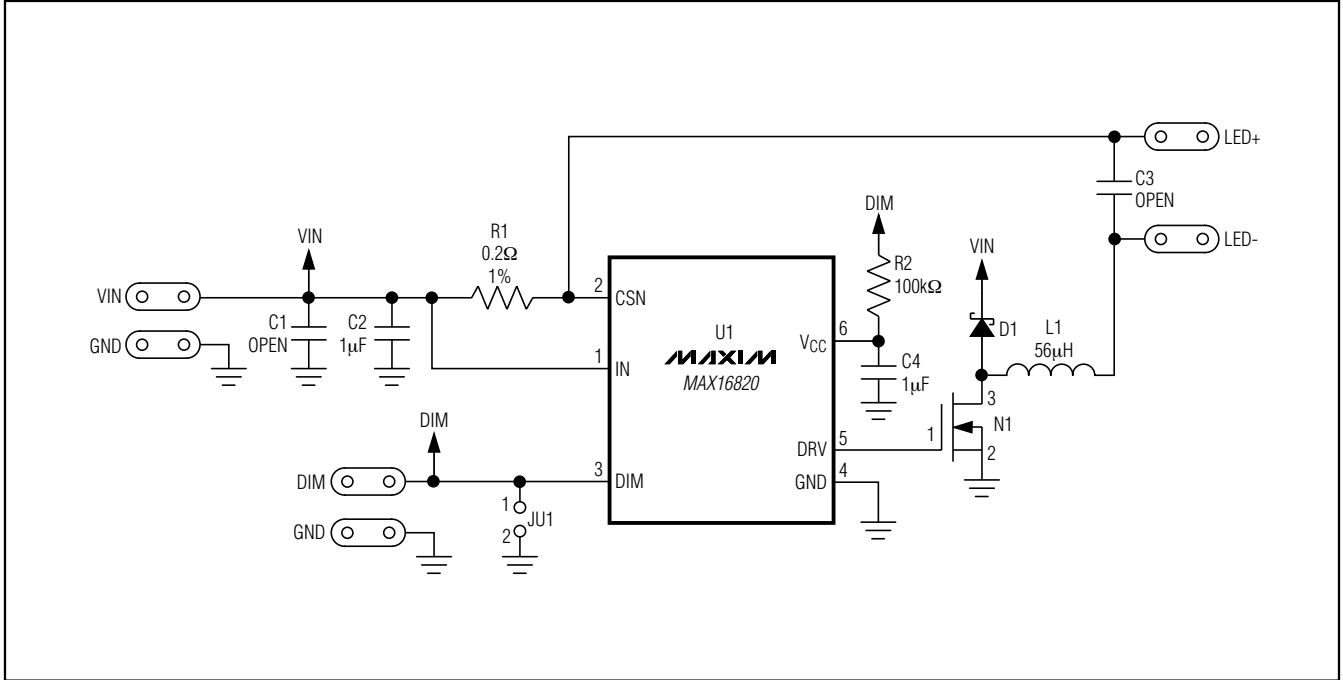 LED+
C3
OPEN
LED-
DIM
R2
100kΩ
VIN
R1
0.2Ω
1%
VIN
VIN
C1
OPEN
C2
1µF
GND
2
CSN
1
IN
U1
MAXIM
MAX16820
6
VCC
C4
1µF
D1
L1
56µH
3
1
N1
2
DRV
5
GND
4
DIM
DIM
3
DIM
GND
1
2
JU1